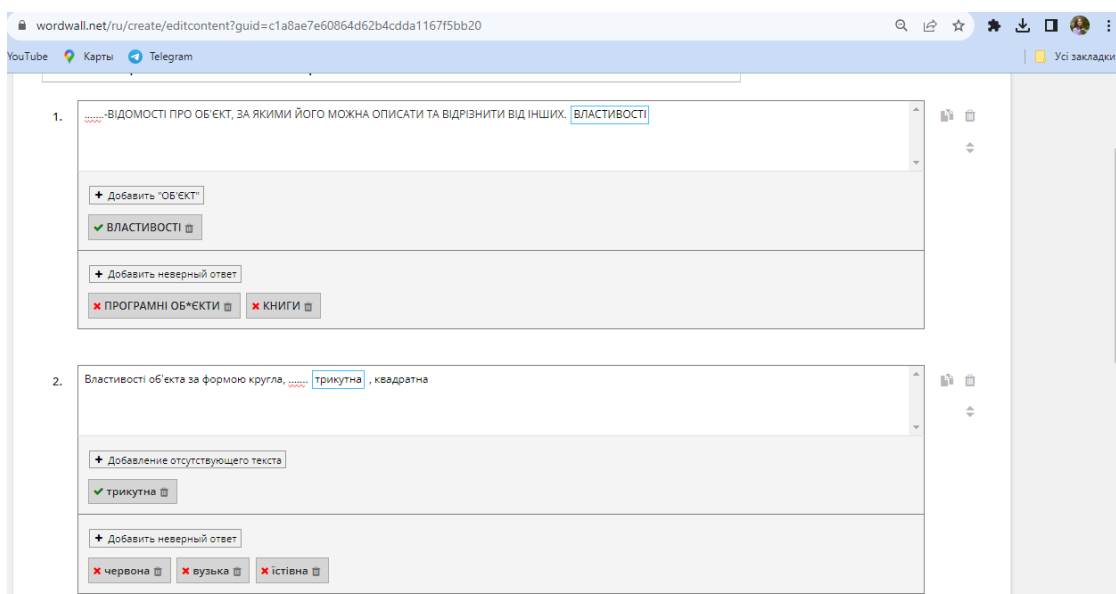 wordwall.net/ru/create/editcontent?guid=c1a8ae7e60864d62b4cdda1167f5bb20
YouTube Карты Telegram Усі закладки
1. .......-ВІДОМОСТІ ПРО ОБ'ЄКТ, ЗА ЯКИМИ ЙОГО МОЖНА ОПИСАТИ ТА ВІДРІЗНИТИ ВІД ІНШИХ. ВЛАСТИВОСТІ
+ Добавить "ОБ'ЄКТ"
✔ ВЛАСТИВОСТІ
+ Добавить неверный ответ
✖ ПРОГРАМНІ ОБ*ЄКТИ ✖ КНИГИ
2. Властивості об'єкта за формою кругла, ....... трикутна , квадратна
+ Добавление отсутствующего текста
✔ трикутна
+ Добавить неверный ответ
✖ червона ✖ вузька ✖ їстівна